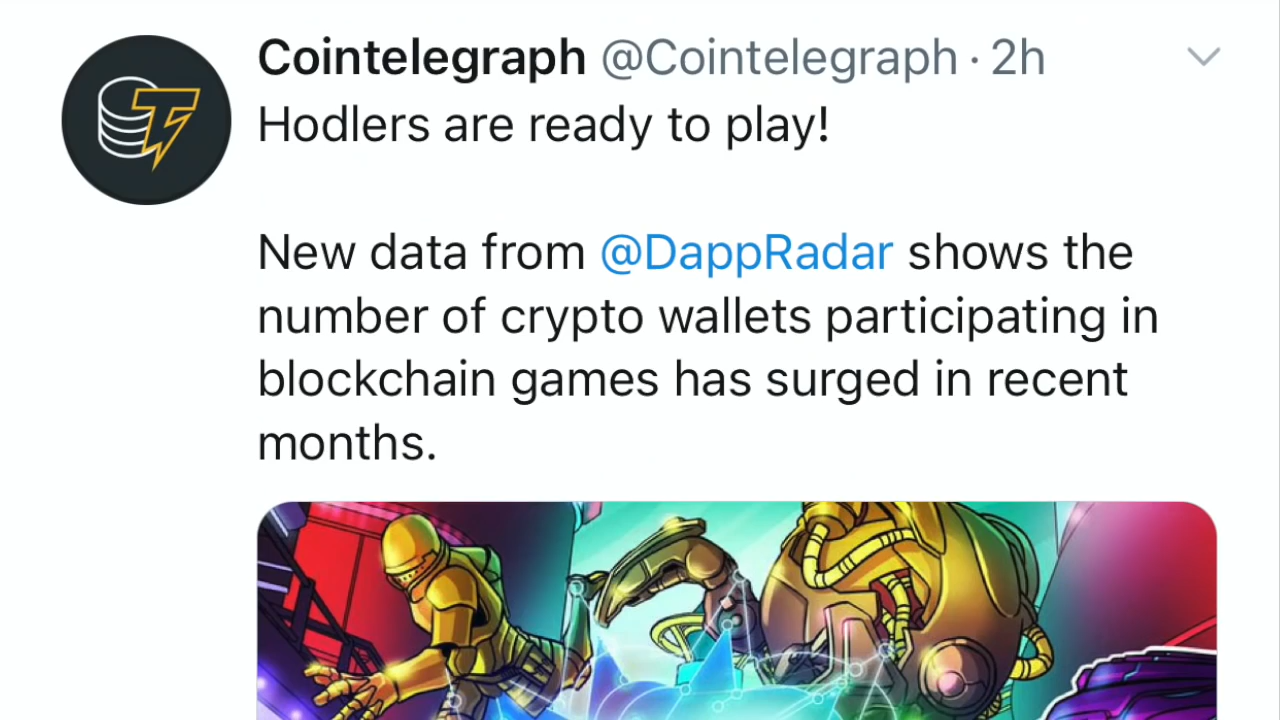 Cointelegraph @Cointelegraph · 2h
Hodlers are ready to play!
New data from @DappRadar shows the
number of crypto wallets participating in
blockchain games has surged in recent
months.